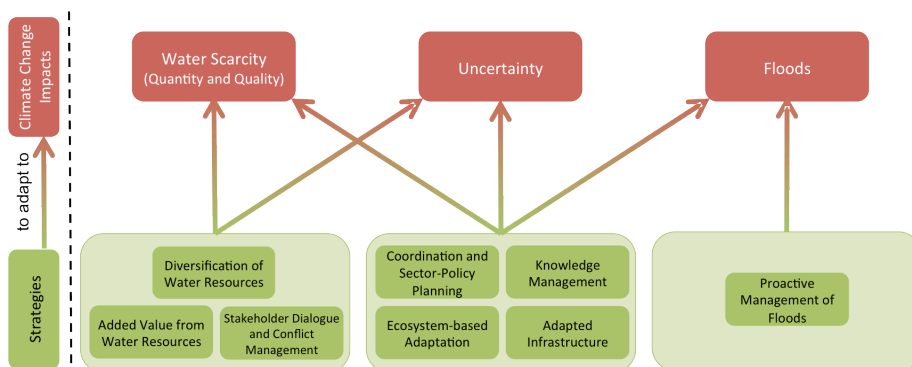 Climate Change
Impacts
to adapt to
Strategies
Water Scarcity
(Quantity and Quality)
Uncertainty
Floods
Diversification of
Water Resources
Added Value from
Water Resources
Stakeholder Dialogue
and Conflict
Management
Coordination and
Sector-Policy
Planning
Knowledge
Management
Ecosystem-based
Adaptation
Adapted
Infrastructure
Proactive
Management of
Floods